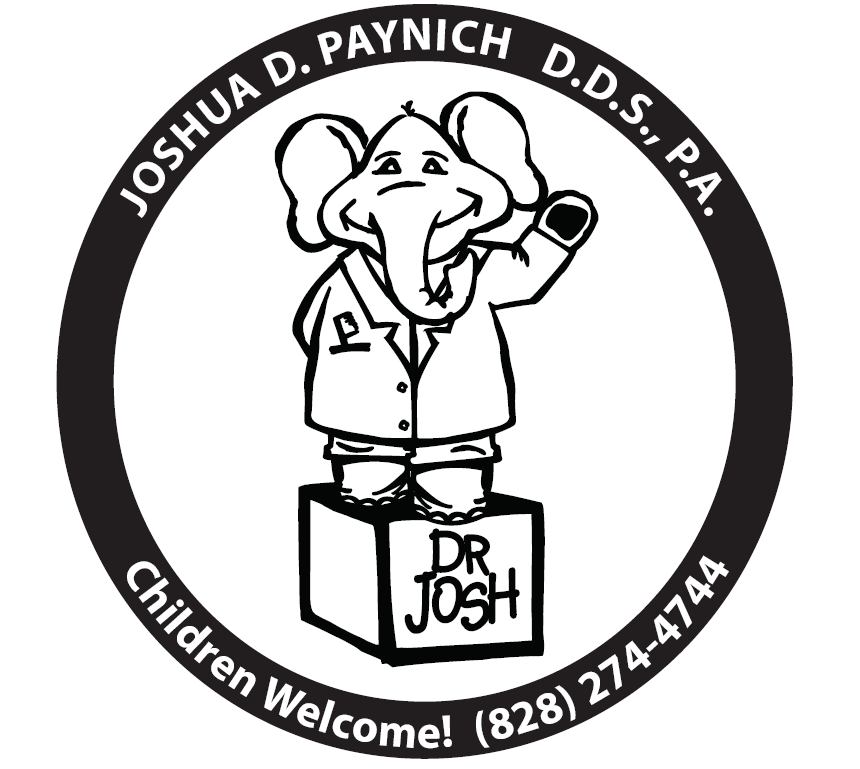 JOSHUA D. PAYNICH D.D.S., P.A.
DR
JOSH
Children Welcome! (828) 274-4744